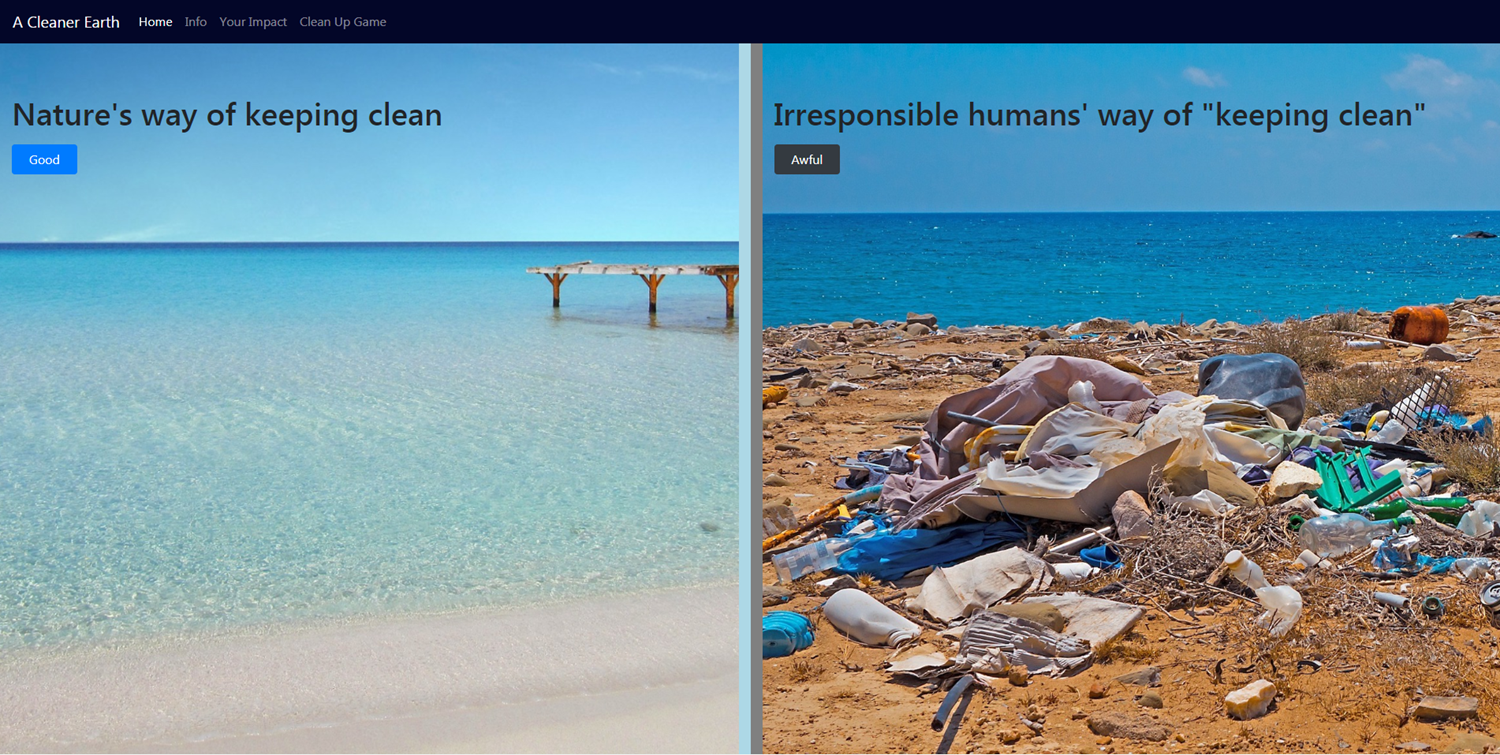 A Cleaner Earth Home Info Your Impact Clean Up Game
Nature's way of keeping clean
Good
Irresponsible humans' way of "keeping clean"
Awful